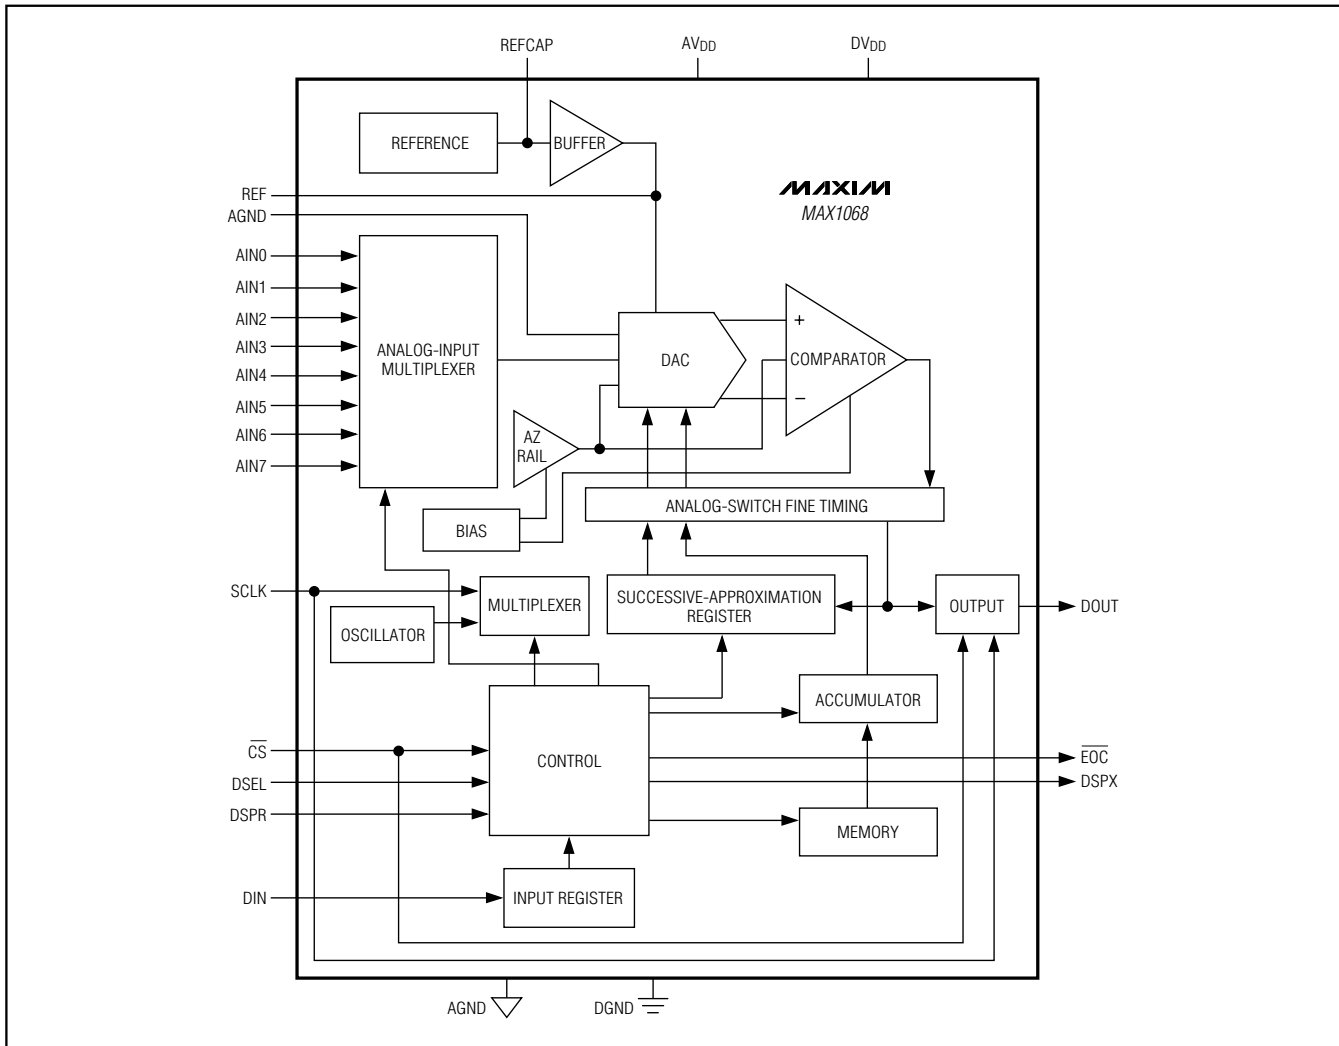 REFCAP
AVDD
DVDD
REFERENCE
BUFFER
REF
MAXIM
MAX1068
AGND
AIN0
AIN1
AIN2
AIN3
AIN4
AIN5
AIN6
AIN7
ANALOG-INPUT
MULTIPLEXER
DAC
+
COMPARATOR
−
AZ
RAIL
ANALOG-SWITCH FINE TIMING
BIAS
SCLK
MULTIPLEXER
SUCCESSIVE-APPROXIMATION
REGISTER
OUTPUT
DOUT
OSCILLATOR
ACCUMULATOR
CS
CONTROL
EOC
DSEL
DSPX
DSPR
MEMORY
DIN
INPUT REGISTER
AGND
DGND